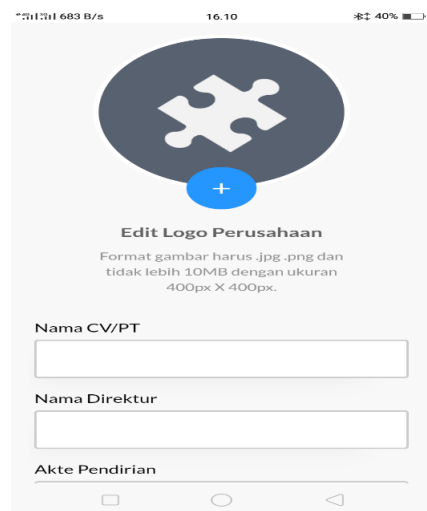 683 B/s 16.10 40%
Edit Logo Perusahaan
Format gambar harus .jpg .png dan
tidak lebih 10MB dengan ukuran
400px X 400px.
Nama CV/PT
Nama Direktur
Akte Pendirian